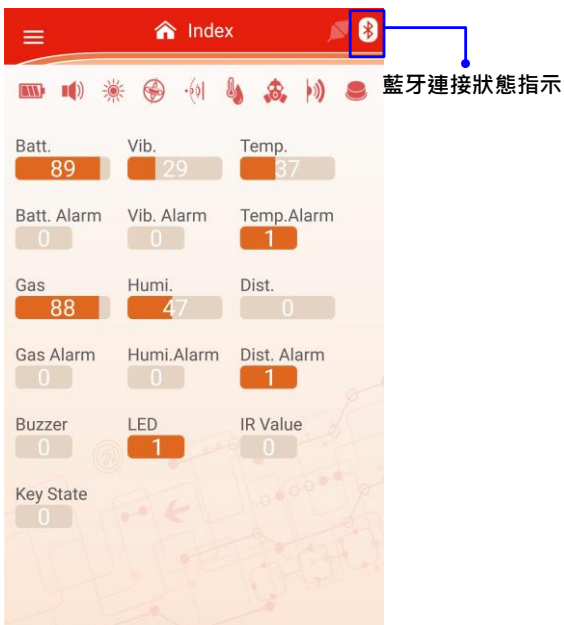 Index
藍牙連接狀態指示
Batt. Vib. Temp.
89 29 37
Batt. Alarm Vib. Alarm Temp.Alarm
0 0 1
Gas Humi. Dist.
88 47 0
Gas Alarm Humi.Alarm Dist. Alarm
0 0 1
Buzzer LED IR Value
0 1 0
Key State
0